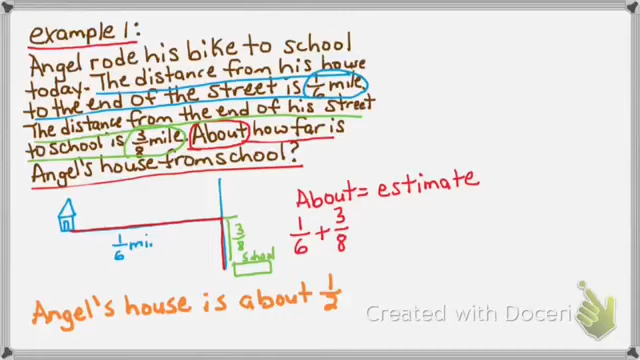 example 1:
Angel rode his bike to school
today. The distance from his home
to the end of the street is 1/6 mile.
The distance from the end of his street
to school is 3/8 mile. About how far is
Angel's house from school?
About = estimate
1/6 + 3/8
1/6 mi.
3/8
school
Angel's house is about 1/2
Created with Doceri